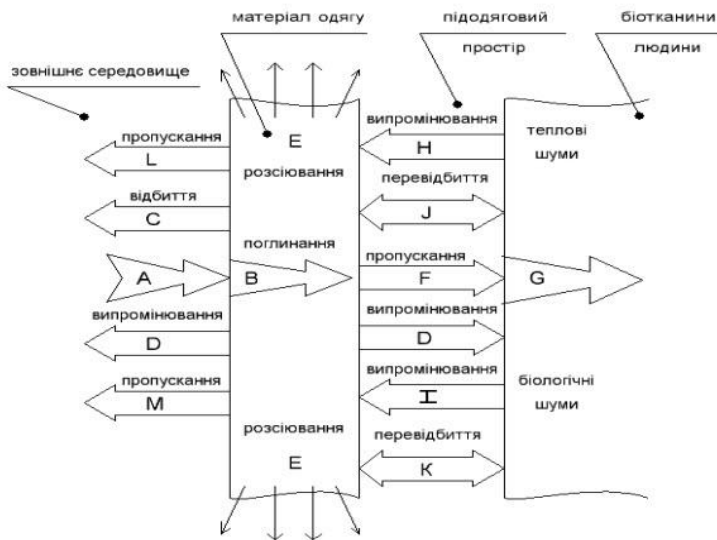 матеріал одягу
підодяговий
простір
біотканини
людини
зовнішнє середовище
пропускання
L
відбиття
C
A
випромінювання
D
пропускання
M
E
розсіювання
поглинання
B
розсіювання
E
випромінювання
H
перевідбиття
J
пропускання
F
випромінювання
D
випромінювання
I
перевідбиття
K
теплові
шуми
G
біологічні
шуми